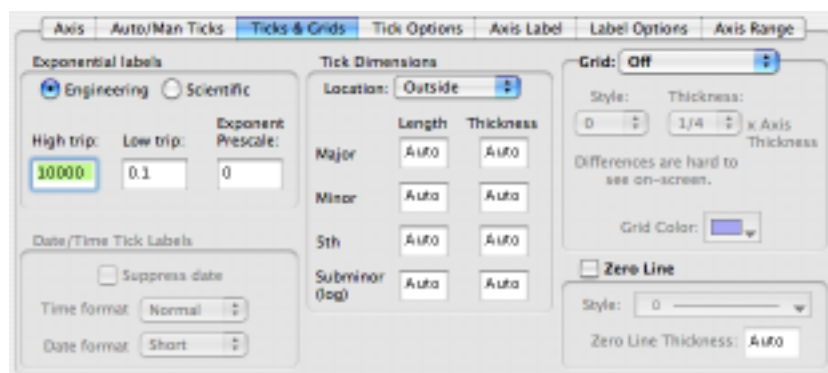 Axis Auto/Man Ticks Ticks & Grids Tick Options Axis Label Label Options Axis Range
Exponential labels
Engineering Scientific
High trip: Low trip: Exponent Prescale:
10000 0.1 0
Date/Time Tick Labels
Suppress date
Time format Normal
Date format Short
Tick Dimensions
Location: Outside
Length Thickness
Major Auto Auto
Minor Auto Auto
5th Auto Auto
Subminor (log) Auto Auto
Grid: Off
Style: Thickness:
0 1/4 x Axis Thickness
Differences are hard to
see on-screen.
Grid Color:
Zero Line
Style: 0
Zero Line Thickness: Auto